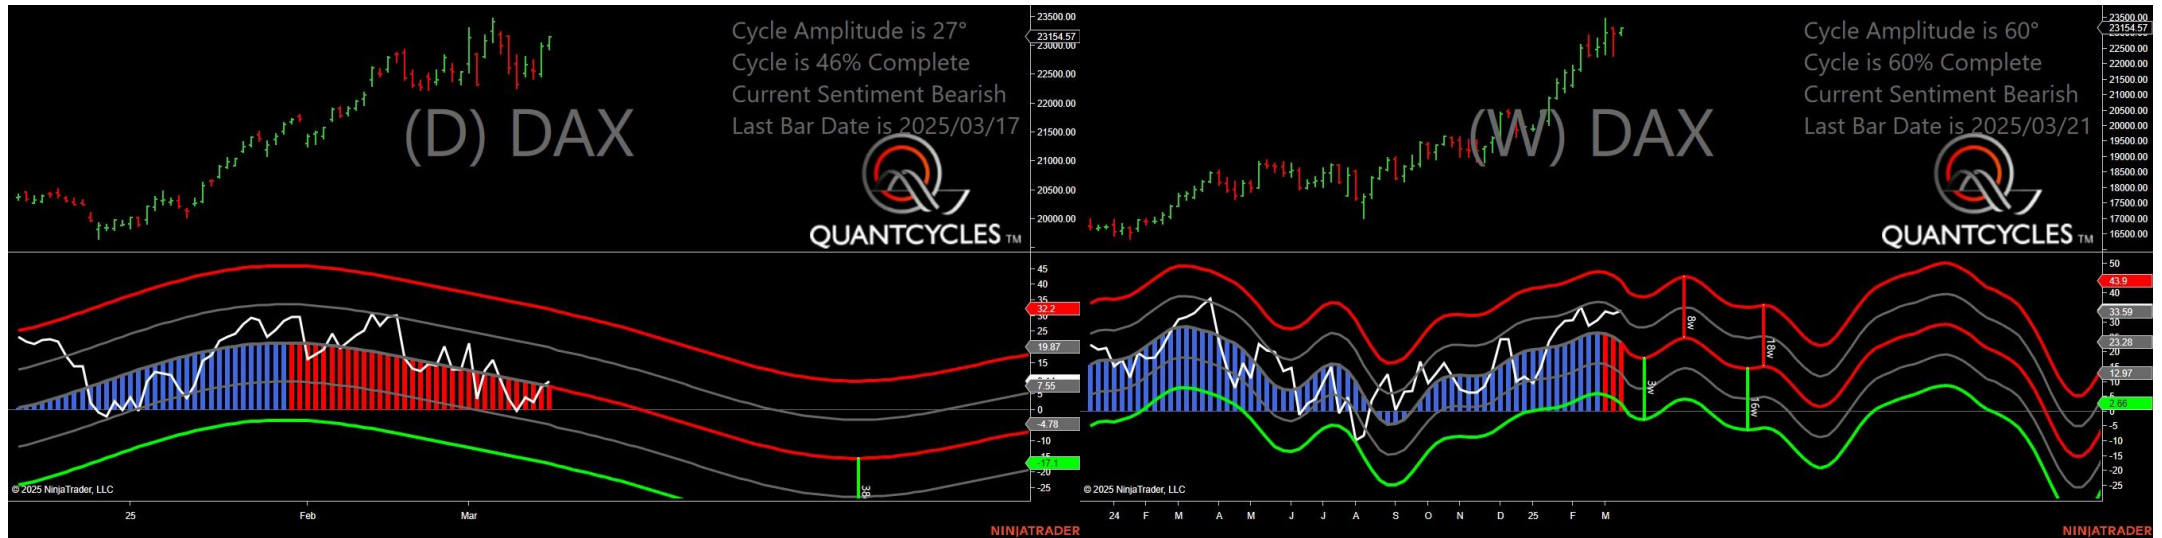 Cycle Amplitude is 27°
Cycle is 46% Complete
Current Sentiment Bearish
Last Bar Date is 2025/03/17
(D) DAX
QUANTCYCLES TM
23500.00
23154.57
23000.00
22500.00
22000.00
21500.00
21000.00
20500.00
20000.00
45
40
35
32.2
30
25
19.87
15
7.55
5
0
-4.78
-10
-15
-17.1
-20
-25
38
© 2025 NinjaTrader, LLC
25 Feb Mar
NINJATRADER
Cycle Amplitude is 60°
Cycle is 60% Complete
Current Sentiment Bearish
Last Bar Date is 2025/03/21
(W) DAX
QUANTCYCLES TM
23500.00
23154.57
22500.00
22000.00
21500.00
21000.00
20500.00
20000.00
19500.00
19000.00
18500.00
18000.00
17500.00
17000.00
16500.00
50
43.9
40
33.59
30
23.28
20
12.97
10
5
2.66
0
-5
-10
-15
-20
-25
3w
8w
16w
18w
© 2025 NinjaTrader, LLC
24 F M A M J J A S O N D 25 F M
NINJATRADER